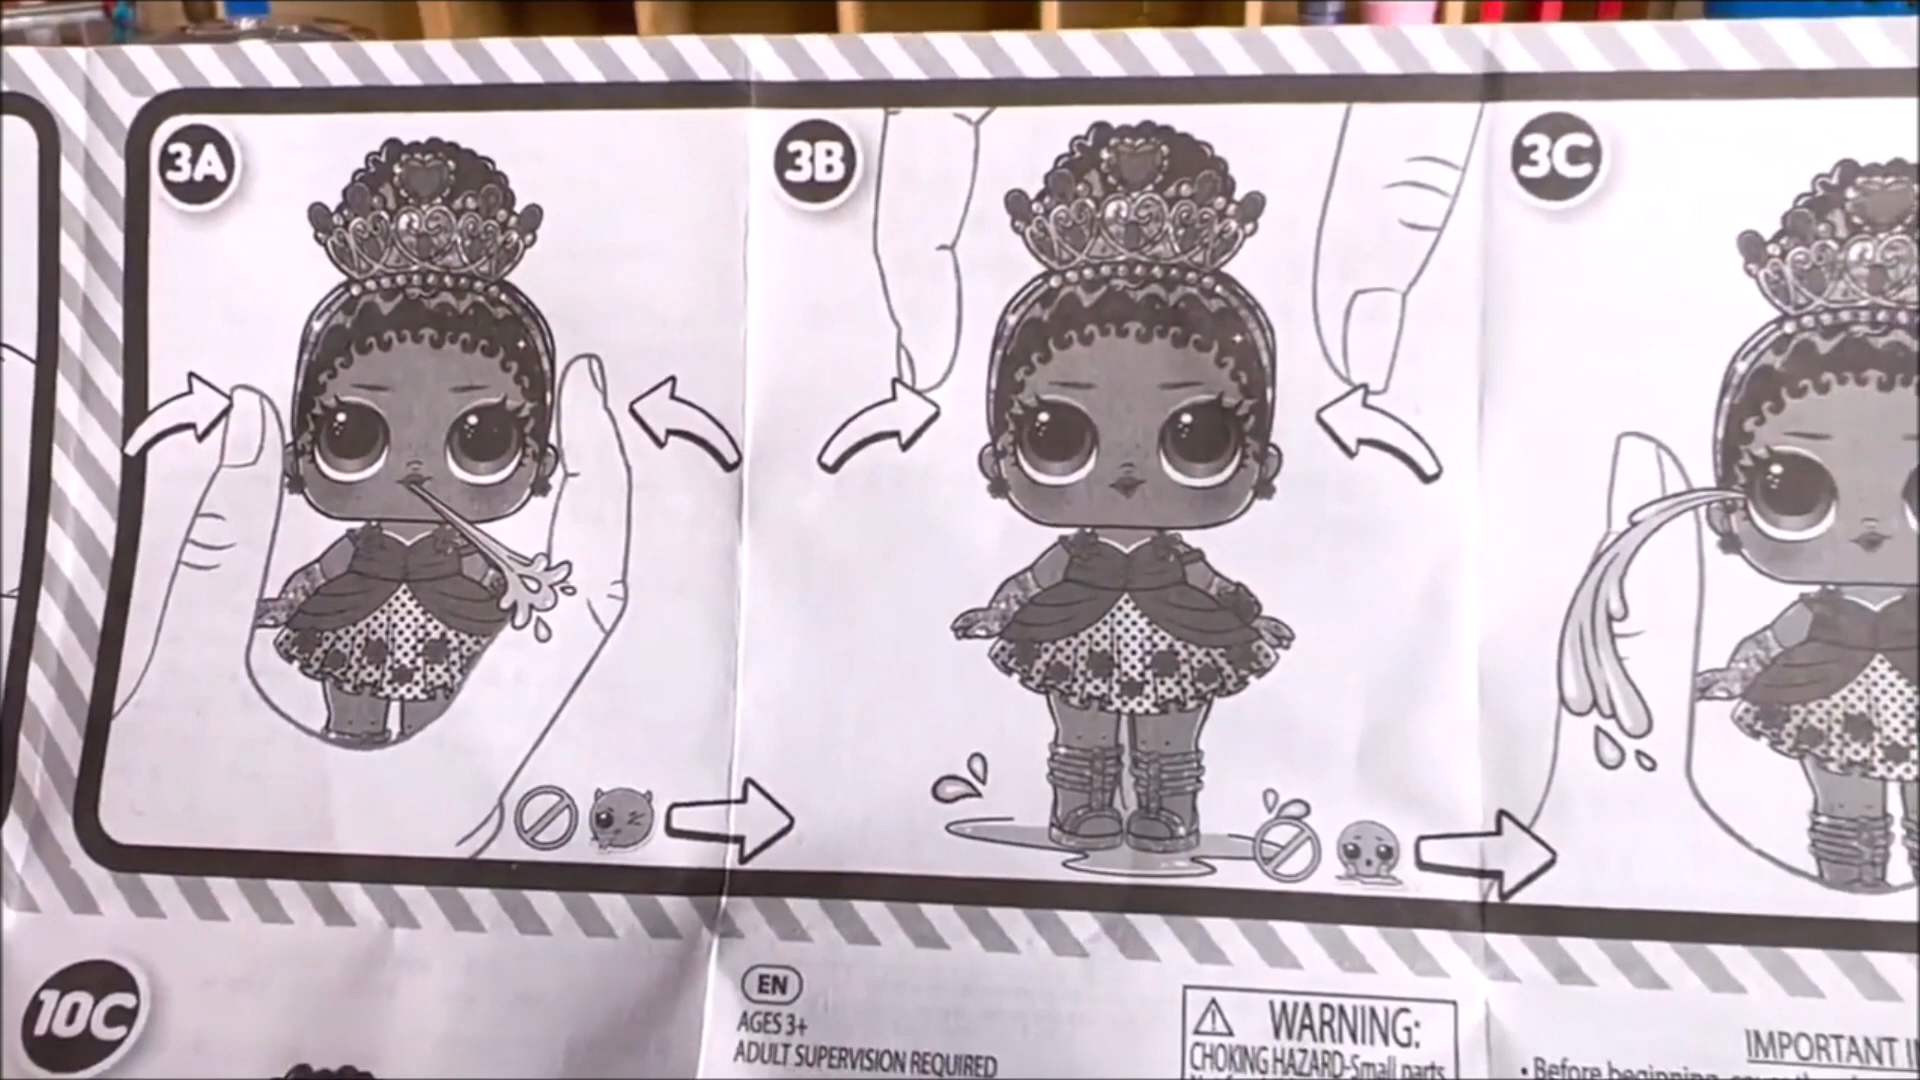 3A
3B
3C
10C
EN
AGES 3+
ADULT SUPERVISION REQUIRED
WARNING:
CHOKING HAZARD-Small parts
IMPORTANT
• Before beginning,